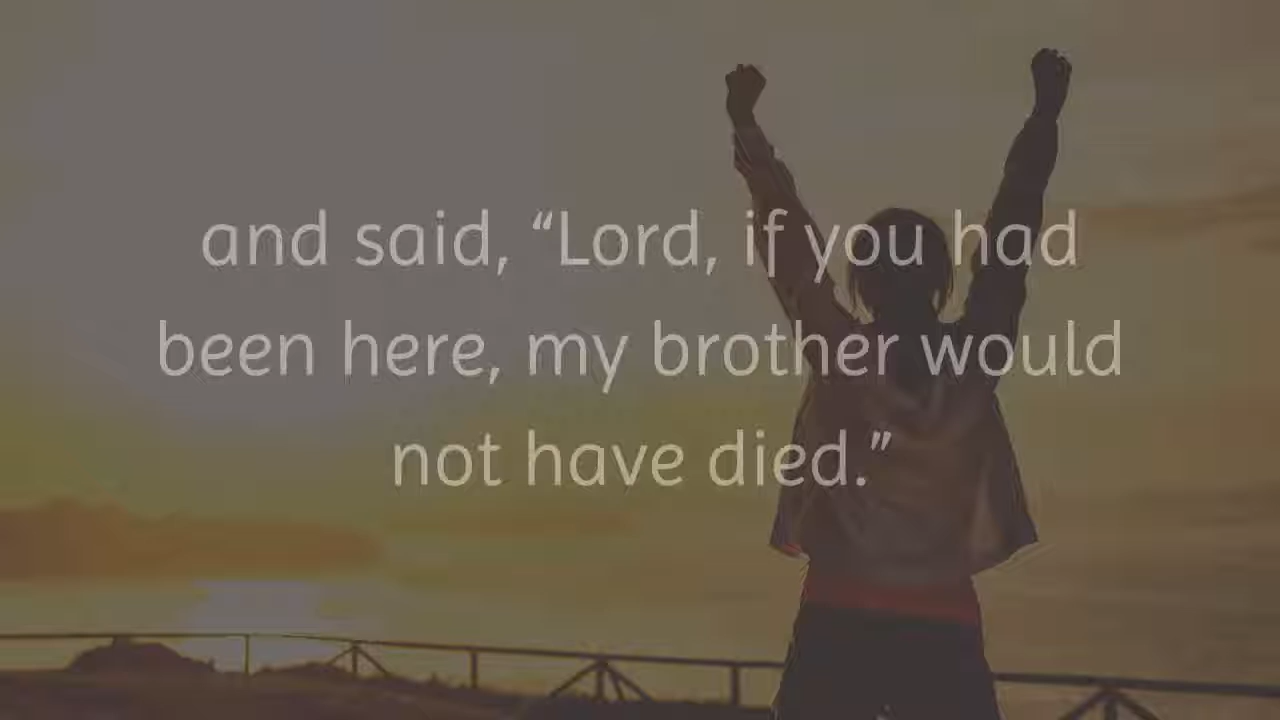 and said, “Lord, if you had
been here, my brother would
not have died.”